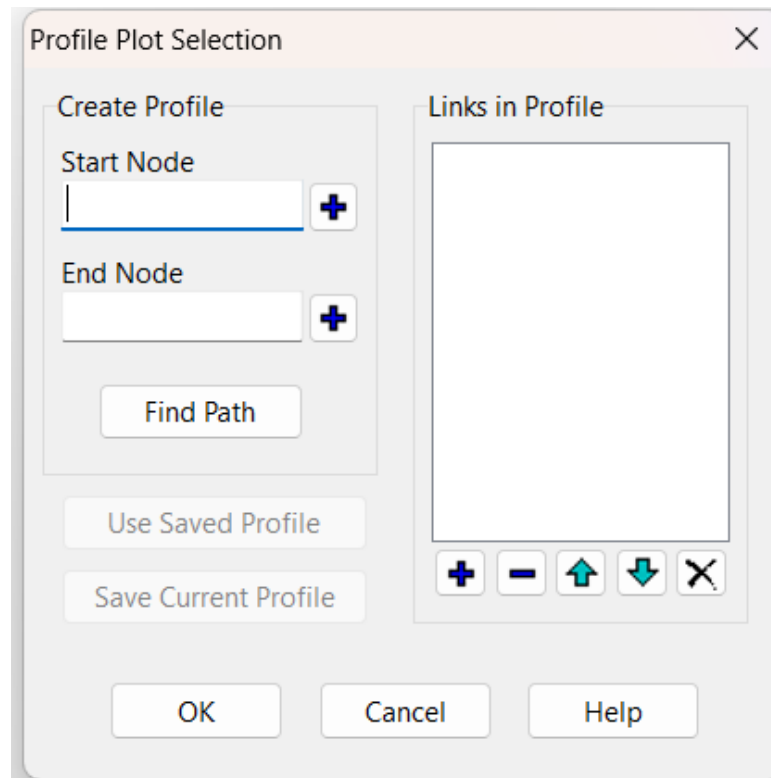 Profile Plot Selection
Create Profile
Start Node
End Node
Find Path
Use Saved Profile
Save Current Profile
Links in Profile
OK
Cancel
Help